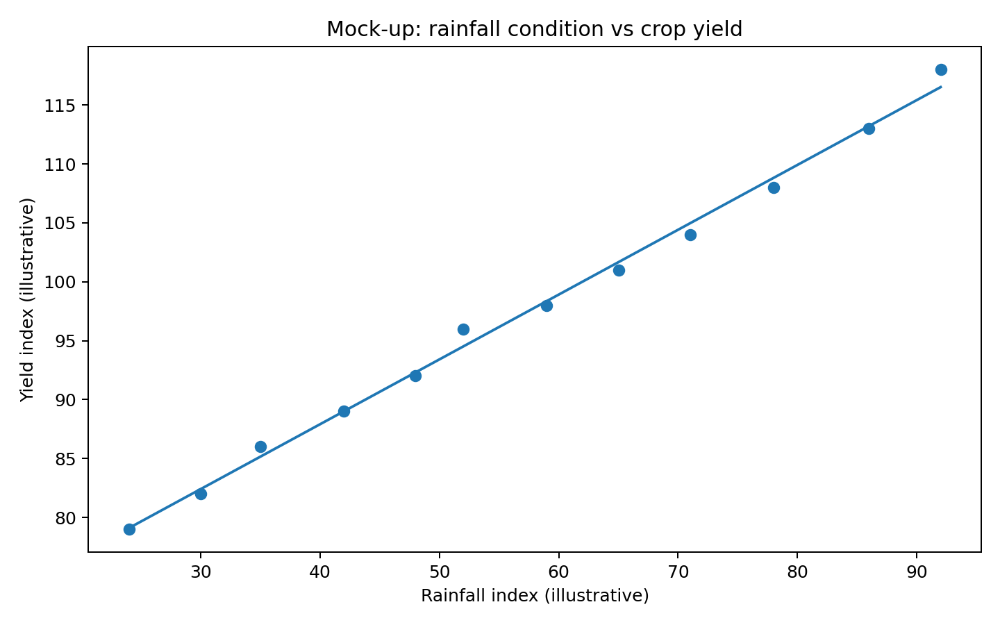 Mock-up: rainfall condition vs crop yield
115
110
105
100
95
90
85
80
Yield index (illustrative)
30 40 50 60 70 80 90
Rainfall index (illustrative)